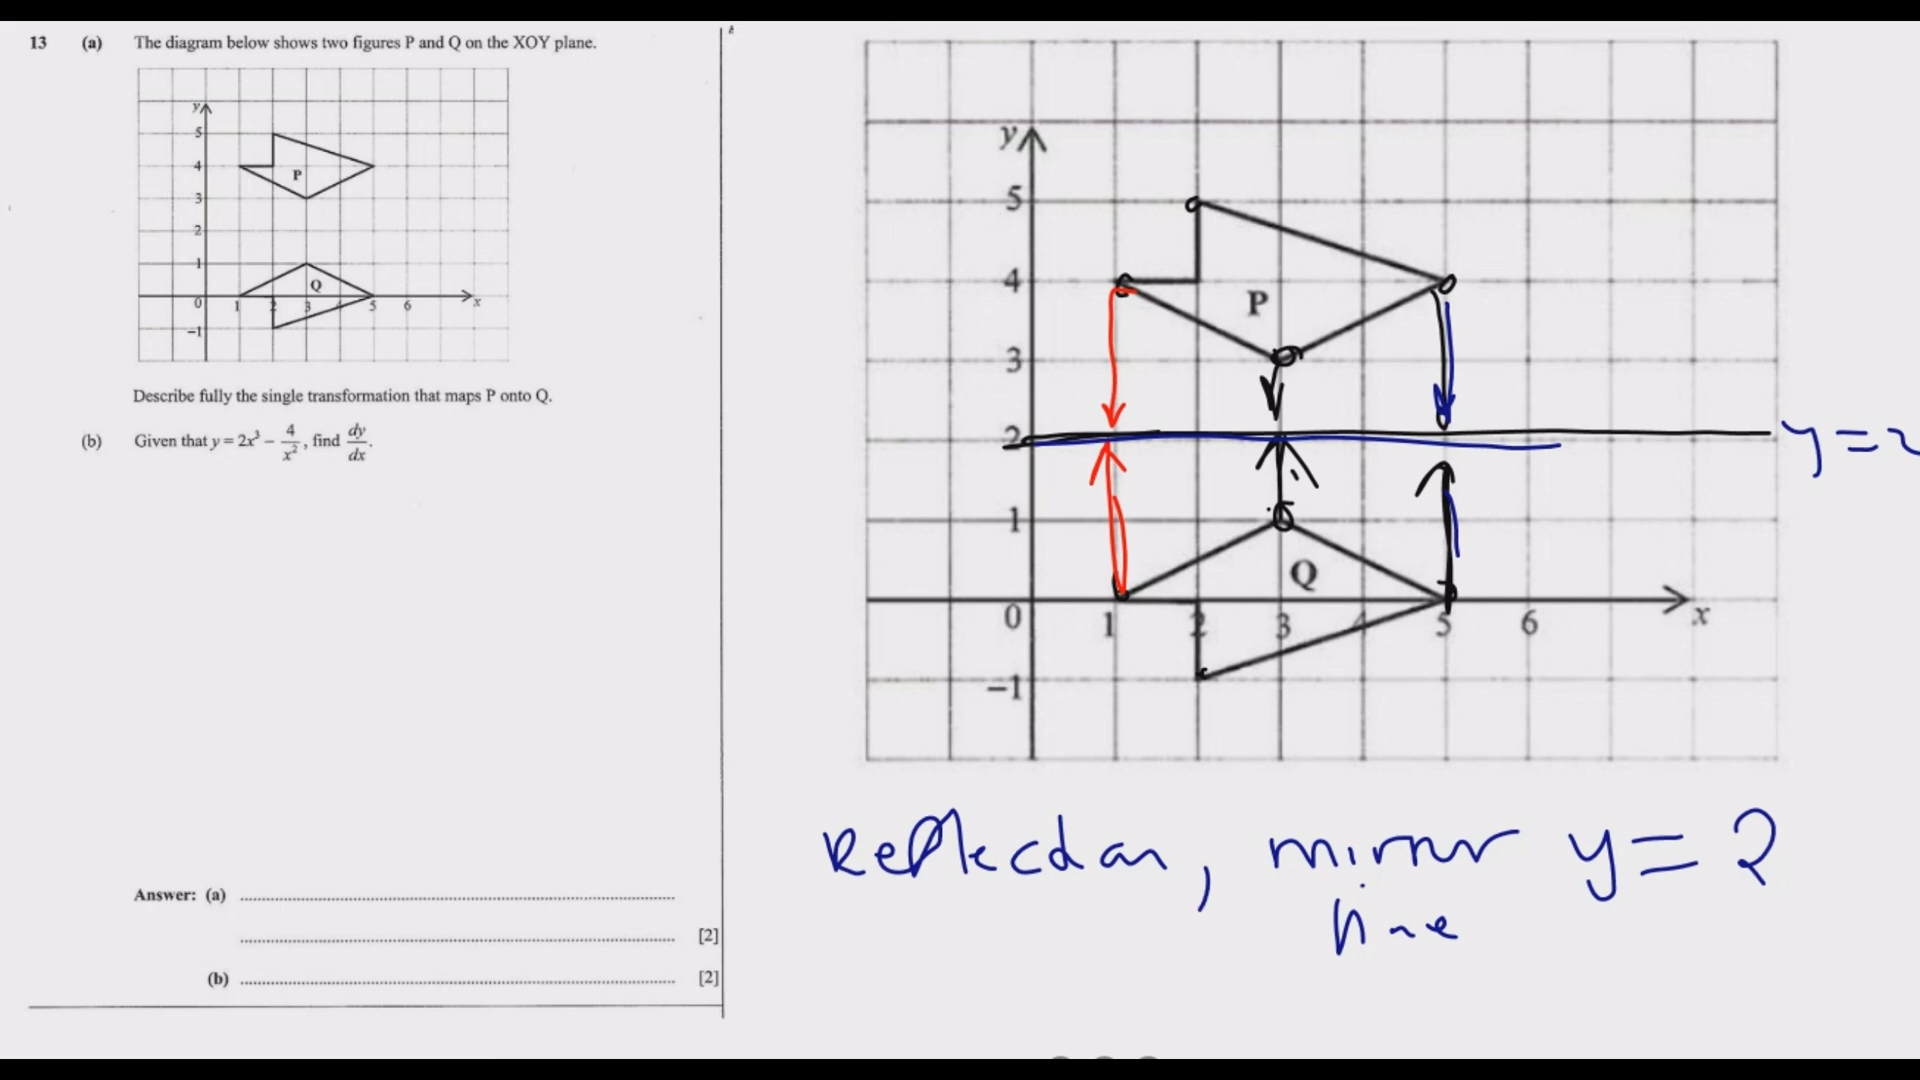 13 (a) The diagram below shows two figures P and Q on the XOY plane.
y
5
4
P
3
2
1
Q
0 1 2 3 4 5 6 x
−1
Describe fully the single transformation that maps P onto Q.
(b) Given that y = 2x³ − 4/x², find dy/dx.
Answer: (a) ........................................
........................................ [2]
(b) ........................................ [2]
y
5
4
P
3
2
y = 2
1
Q
0 1 2 3 4 5 6 x
−1
Reflection, mirror y = 2
line